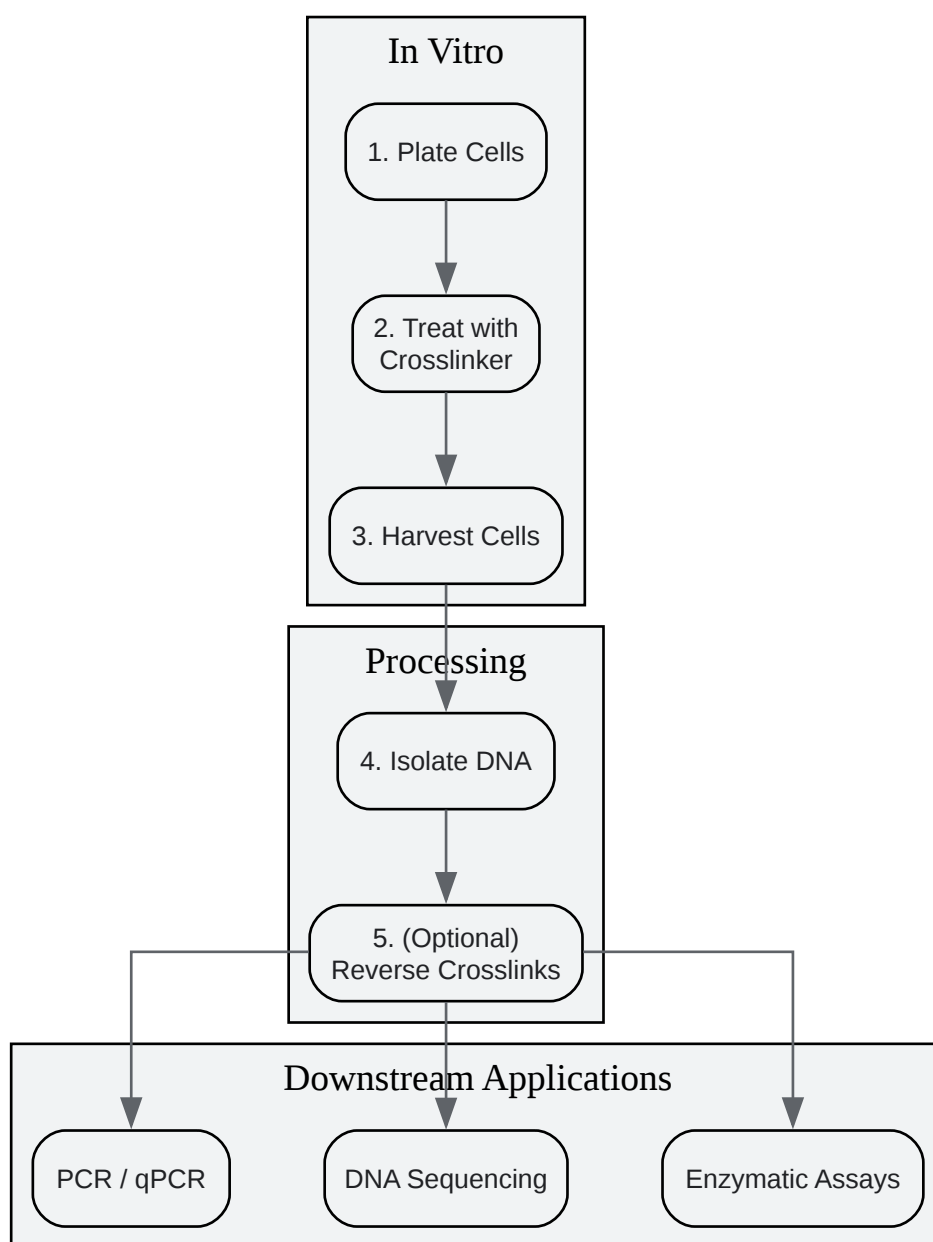 In Vitro
1. Plate Cells
2. Treat with
Crosslinker
3. Harvest Cells
Processing
4. Isolate DNA
5. (Optional)
Reverse Crosslinks
Downstream Applications
PCR / qPCR
DNA Sequencing
Enzymatic Assays